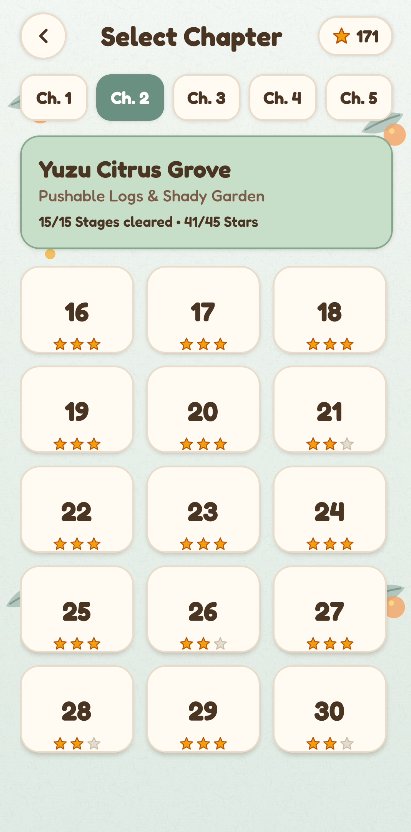 Select Chapter
171
Ch. 1 Ch. 2 Ch. 3 Ch. 4 Ch. 5
Yuzu Citrus Grove
Pushable Logs & Shady Garden
15/15 Stages cleared • 41/45 Stars
16 17 18
19 20 21
22 23 24
25 26 27
28 29 30